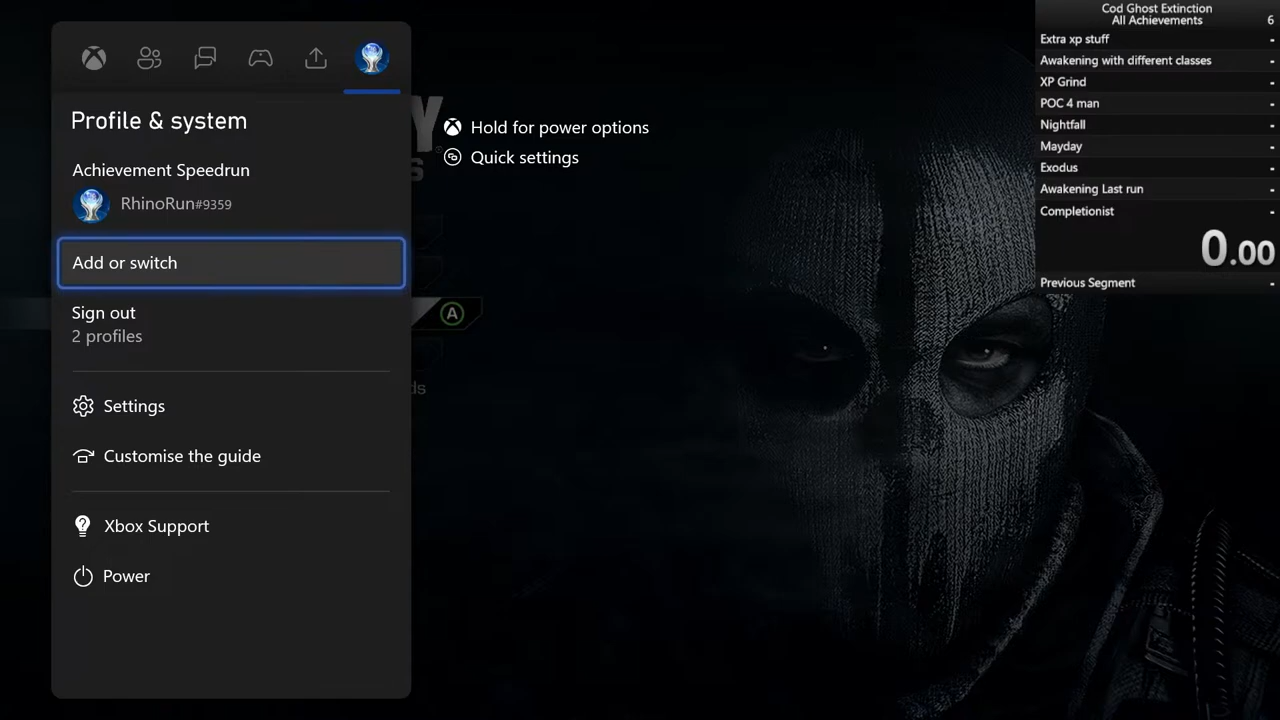 Profile & system
Achievement Speedrun
RhinoRun#9359
Add or switch
Sign out
2 profiles
Settings
Customise the guide
Xbox Support
Power
Hold for power options
Quick settings
Y
S
A
ds
Cod Ghost Extinction
All Achievements 6
Extra xp stuff -
Awakening with different classes -
XP Grind -
POC 4 man -
Nightfall -
Mayday -
Exodus -
Awakening Last run -
Completionist -
0.00
Previous Segment -